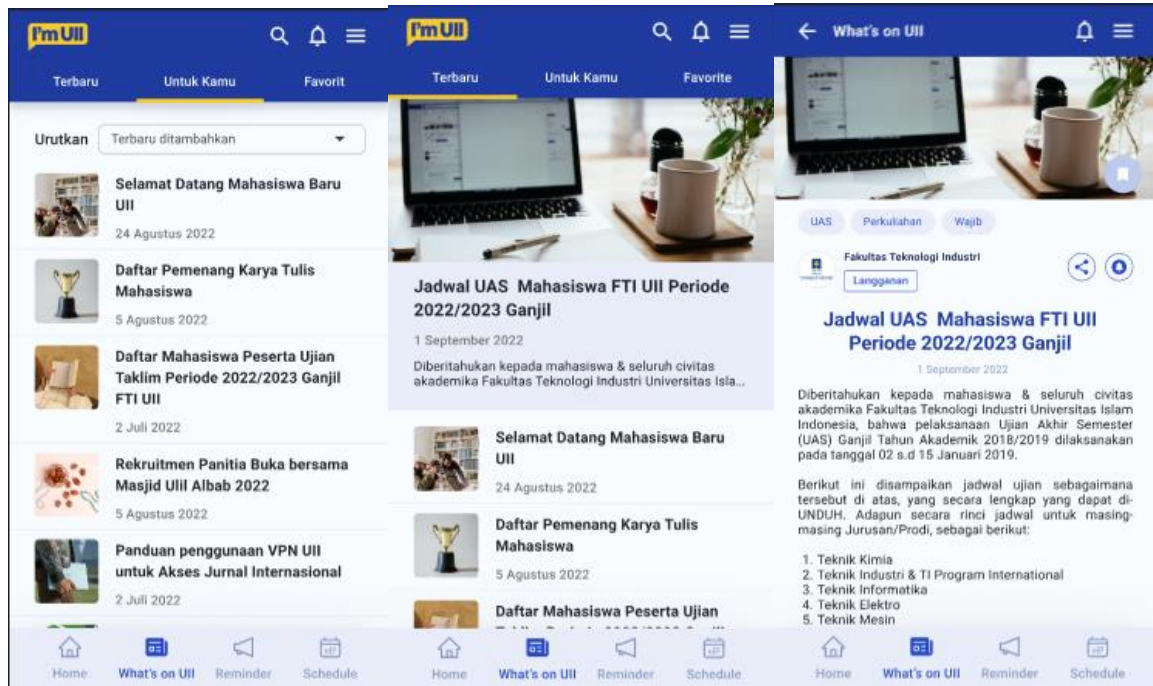 I'm UII
Terbaru Untuk Kamu Favorit
Urutkan Terbaru ditambahkan
Selamat Datang Mahasiswa Baru
UII
24 Agustus 2022
Daftar Pemenang Karya Tulis
Mahasiswa
5 Agustus 2022
Daftar Mahasiswa Peserta Ujian
Taklim Periode 2022/2023 Ganjil
FTI UII
2 Juli 2022
Rekruitmen Panitia Buka bersama
Masjid Ulil Albab 2022
5 Agustus 2022
Panduan penggunaan VPN UII
untuk Akses Jurnal Internasional
2 Juli 2022
Home What's on UII Reminder Schedule
I'm UII
Terbaru Untuk Kamu Favorite
Jadwal UAS Mahasiswa FTI UII Periode
2022/2023 Ganjil
1 September 2022
Diberitahukan kepada mahasiswa & seluruh civitas
akademika Fakultas Teknologi Industri Universitas Isla...
Selamat Datang Mahasiswa Baru
UII
24 Agustus 2022
Daftar Pemenang Karya Tulis
Mahasiswa
5 Agustus 2022
Daftar Mahasiswa Peserta Ujian
Home What's on UII Reminder Schedule
What's on UII
UAS Perkuliahan Wajib
Fakultas Teknologi Industri
Langganan
Jadwal UAS Mahasiswa FTI UII
Periode 2022/2023 Ganjil
1 September 2022
Diberitahukan kepada mahasiswa & seluruh civitas
akademika Fakultas Teknologi Industri Universitas Islam
Indonesia, bahwa pelaksanaan Ujian Akhir Semester
(UAS) Ganjil Tahun Akademik 2018/2019 dilaksanakan
pada tanggal 02 s.d 15 Januari 2019.
Berikut ini disampaikan jadwal ujian sebagaimana
tersebut di atas, yang secara lengkap yang dapat di-
UNDUH. Adapun secara rinci jadwal untuk masing-
masing Jurusan/Prodi, sebagai berikut:
1. Teknik Kimia
2. Teknik Industri & TI Program International
3. Teknik Informatika
4. Teknik Elektro
5. Teknik Mesin
Home What's on UII Reminder Schedule